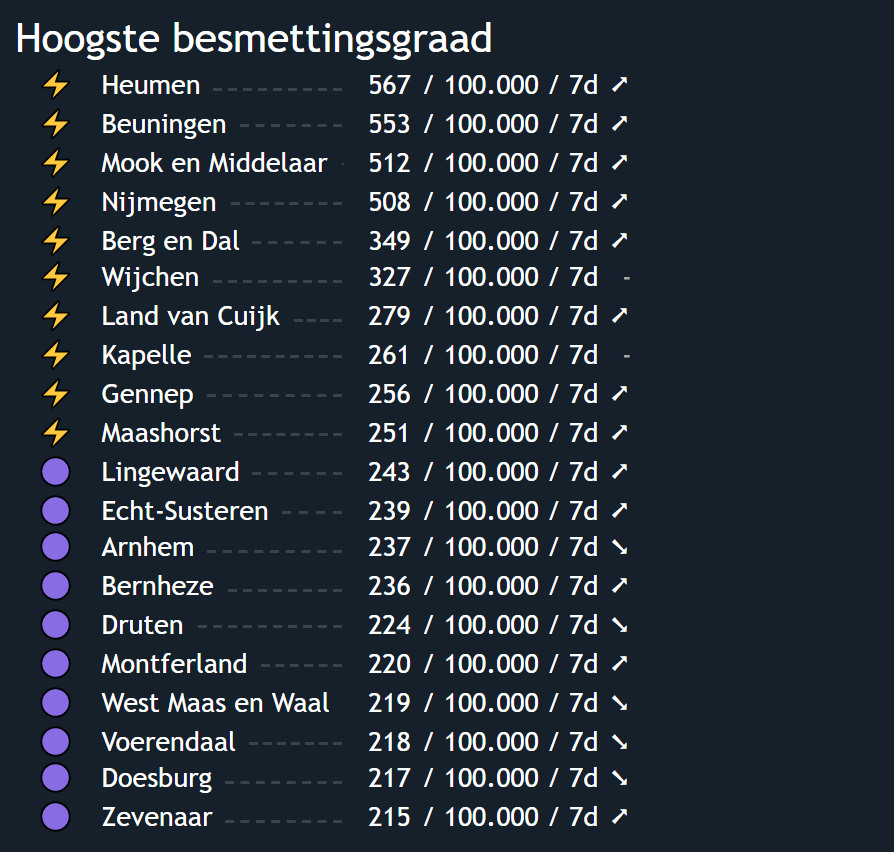 Hoogste besmettingsgraad
⚡ Heumen --------- 567 / 100.000 / 7d ➚
⚡ Beuningen ------- 553 / 100.000 / 7d ➚
⚡ Mook en Middelaar - 512 / 100.000 / 7d ➚
⚡ Nijmegen -------- 508 / 100.000 / 7d ➚
⚡ Berg en Dal ------ 349 / 100.000 / 7d ➚
⚡ Wijchen --------- 327 / 100.000 / 7d -
⚡ Land van Cuijk ---- 279 / 100.000 / 7d ➚
⚡ Kapelle ---------- 261 / 100.000 / 7d -
⚡ Gennep --------- 256 / 100.000 / 7d ➚
⚡ Maashorst ------- 251 / 100.000 / 7d ➚
🟣 Lingewaard ------ 243 / 100.000 / 7d ➚
🟣 Echt-Susteren ---- 239 / 100.000 / 7d ➚
🟣 Arnhem --------- 237 / 100.000 / 7d ➘
🟣 Bernheze -------- 236 / 100.000 / 7d ➚
🟣 Druten ---------- 224 / 100.000 / 7d ➘
🟣 Montferland ------ 220 / 100.000 / 7d ➚
🟣 West Maas en Waal 219 / 100.000 / 7d ➘
🟣 Voerendaal ------ 218 / 100.000 / 7d ➘
🟣 Doesburg -------- 217 / 100.000 / 7d ➘
🟣 Zevenaar -------- 215 / 100.000 / 7d ➚